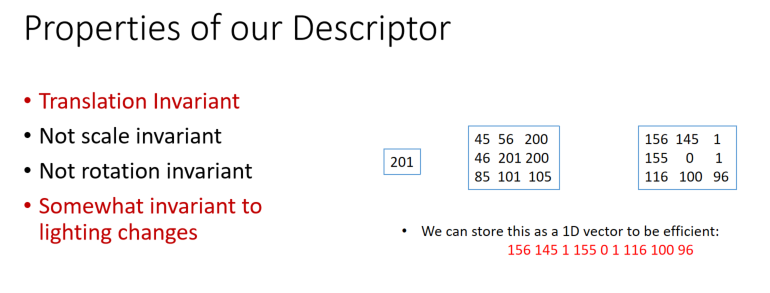 Properties of our Descriptor
• Translation Invariant
• Not scale invariant
• Not rotation invariant
• Somewhat invariant to
lighting changes
201
45 56 200
46 201 200
85 101 105
156 145 1
155 0 1
116 100 96
• We can store this as a 1D vector to be efficient:
156 145 1 155 0 1 116 100 96